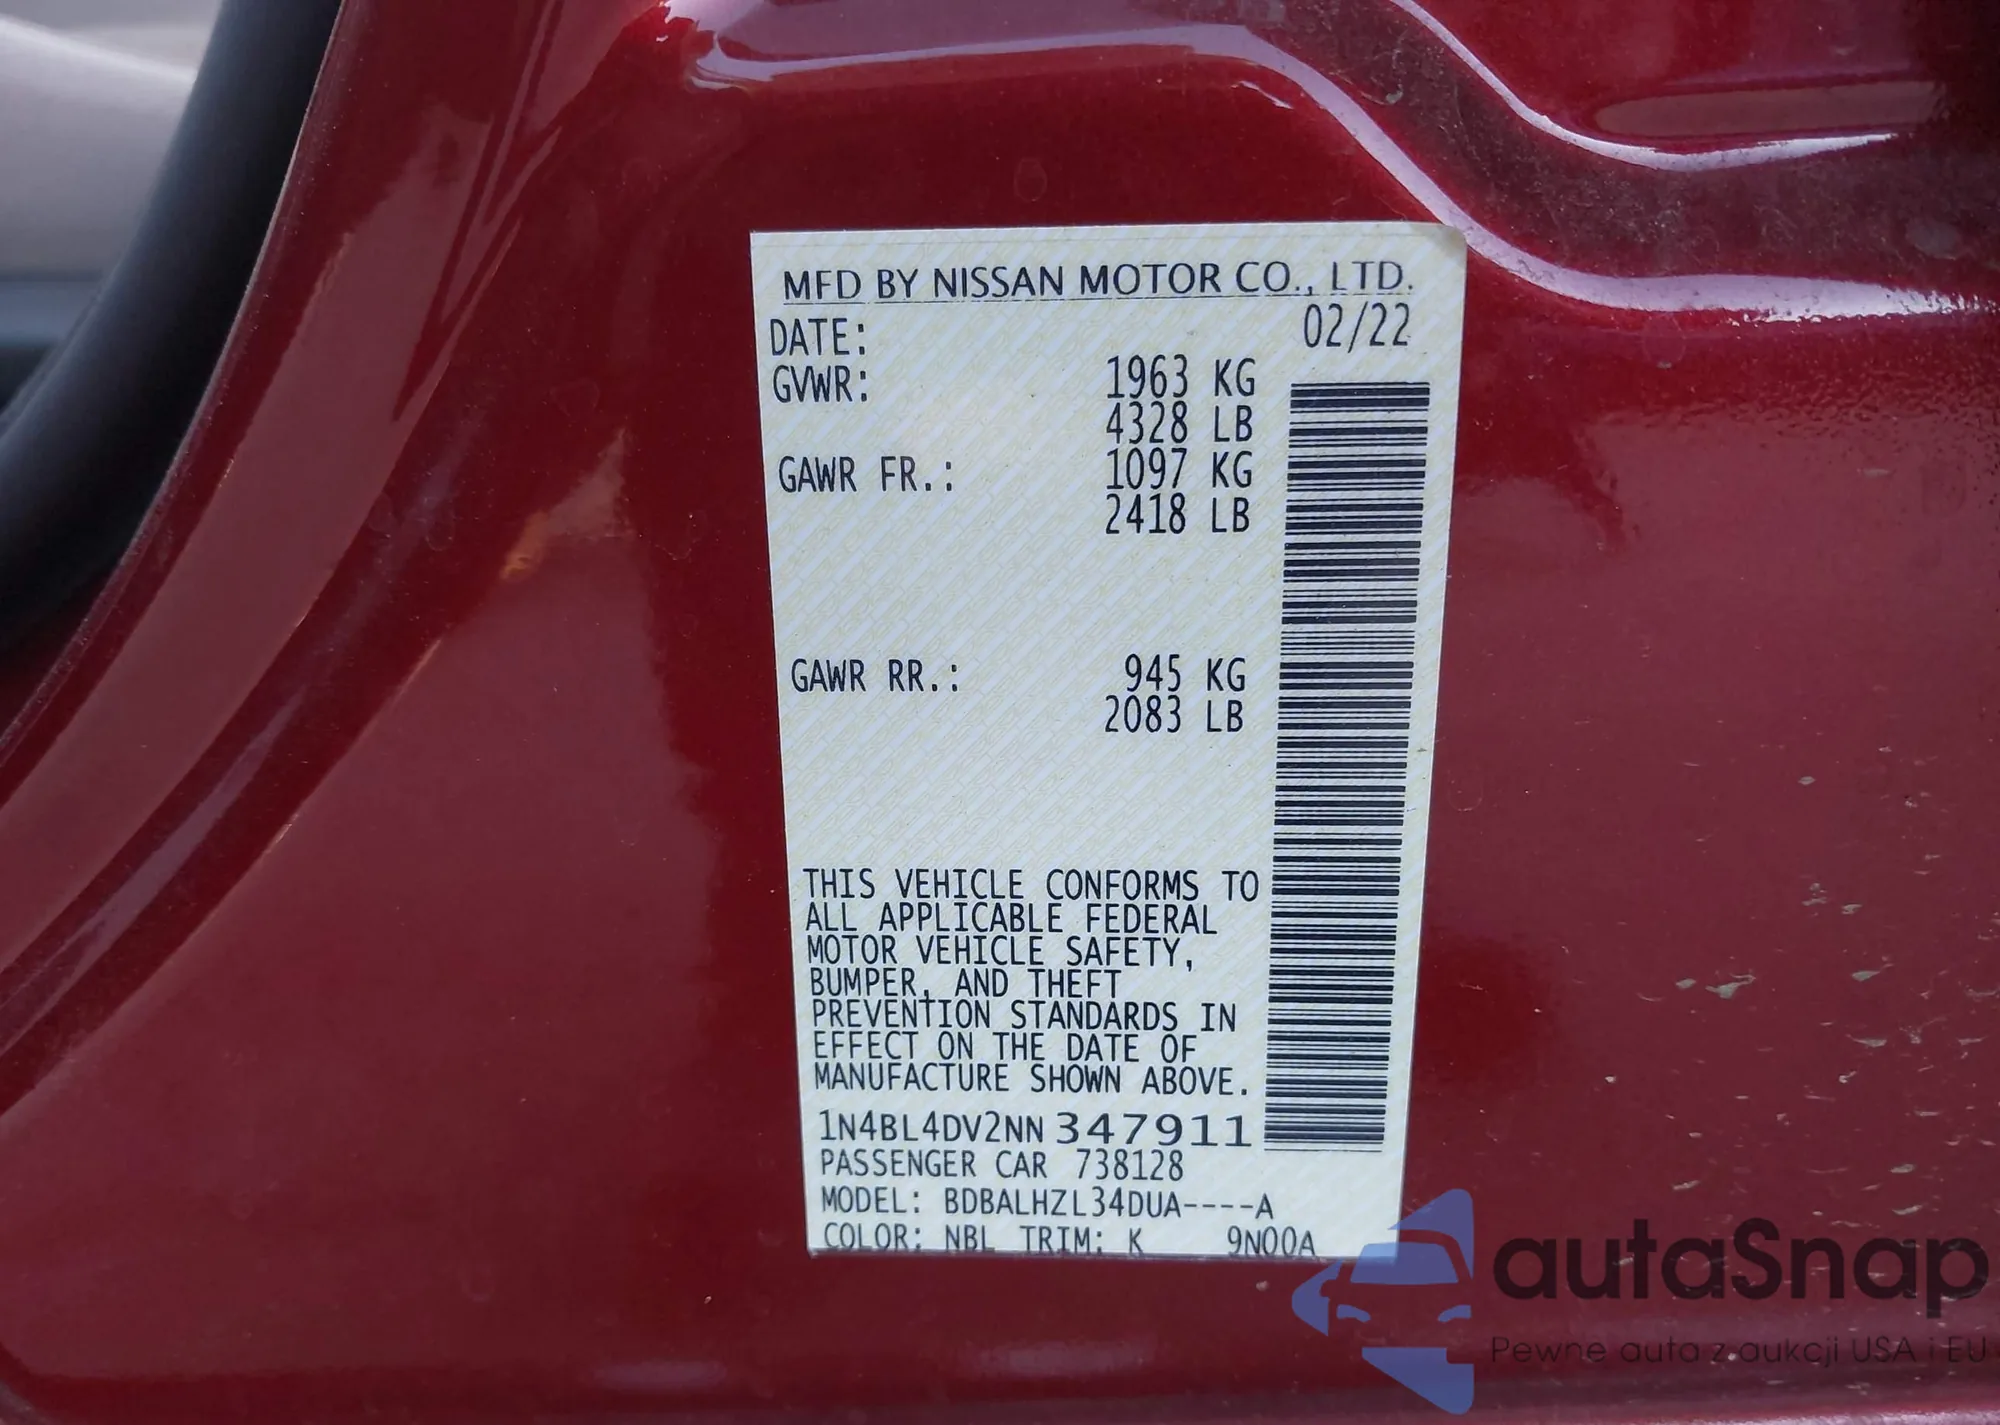 MFD BY NISSAN MOTOR CO., LTD.
DATE: 02/22
GVWR: 1963 KG
4328 LB
GAWR FR.: 1097 KG
2418 LB
GAWR RR.: 945 KG
2083 LB
THIS VEHICLE CONFORMS TO
ALL APPLICABLE FEDERAL
MOTOR VEHICLE SAFETY,
BUMPER, AND THEFT
PREVENTION STANDARDS IN
EFFECT ON THE DATE OF
MANUFACTURE SHOWN ABOVE.
1N4BL4DV2NN347911
PASSENGER CAR 738128
MODEL: BDBALHZL34DUA----A
COLOR: NBL TRIM: K 9N00A
autaSnap
Pewne auta z aukcji USA i EU